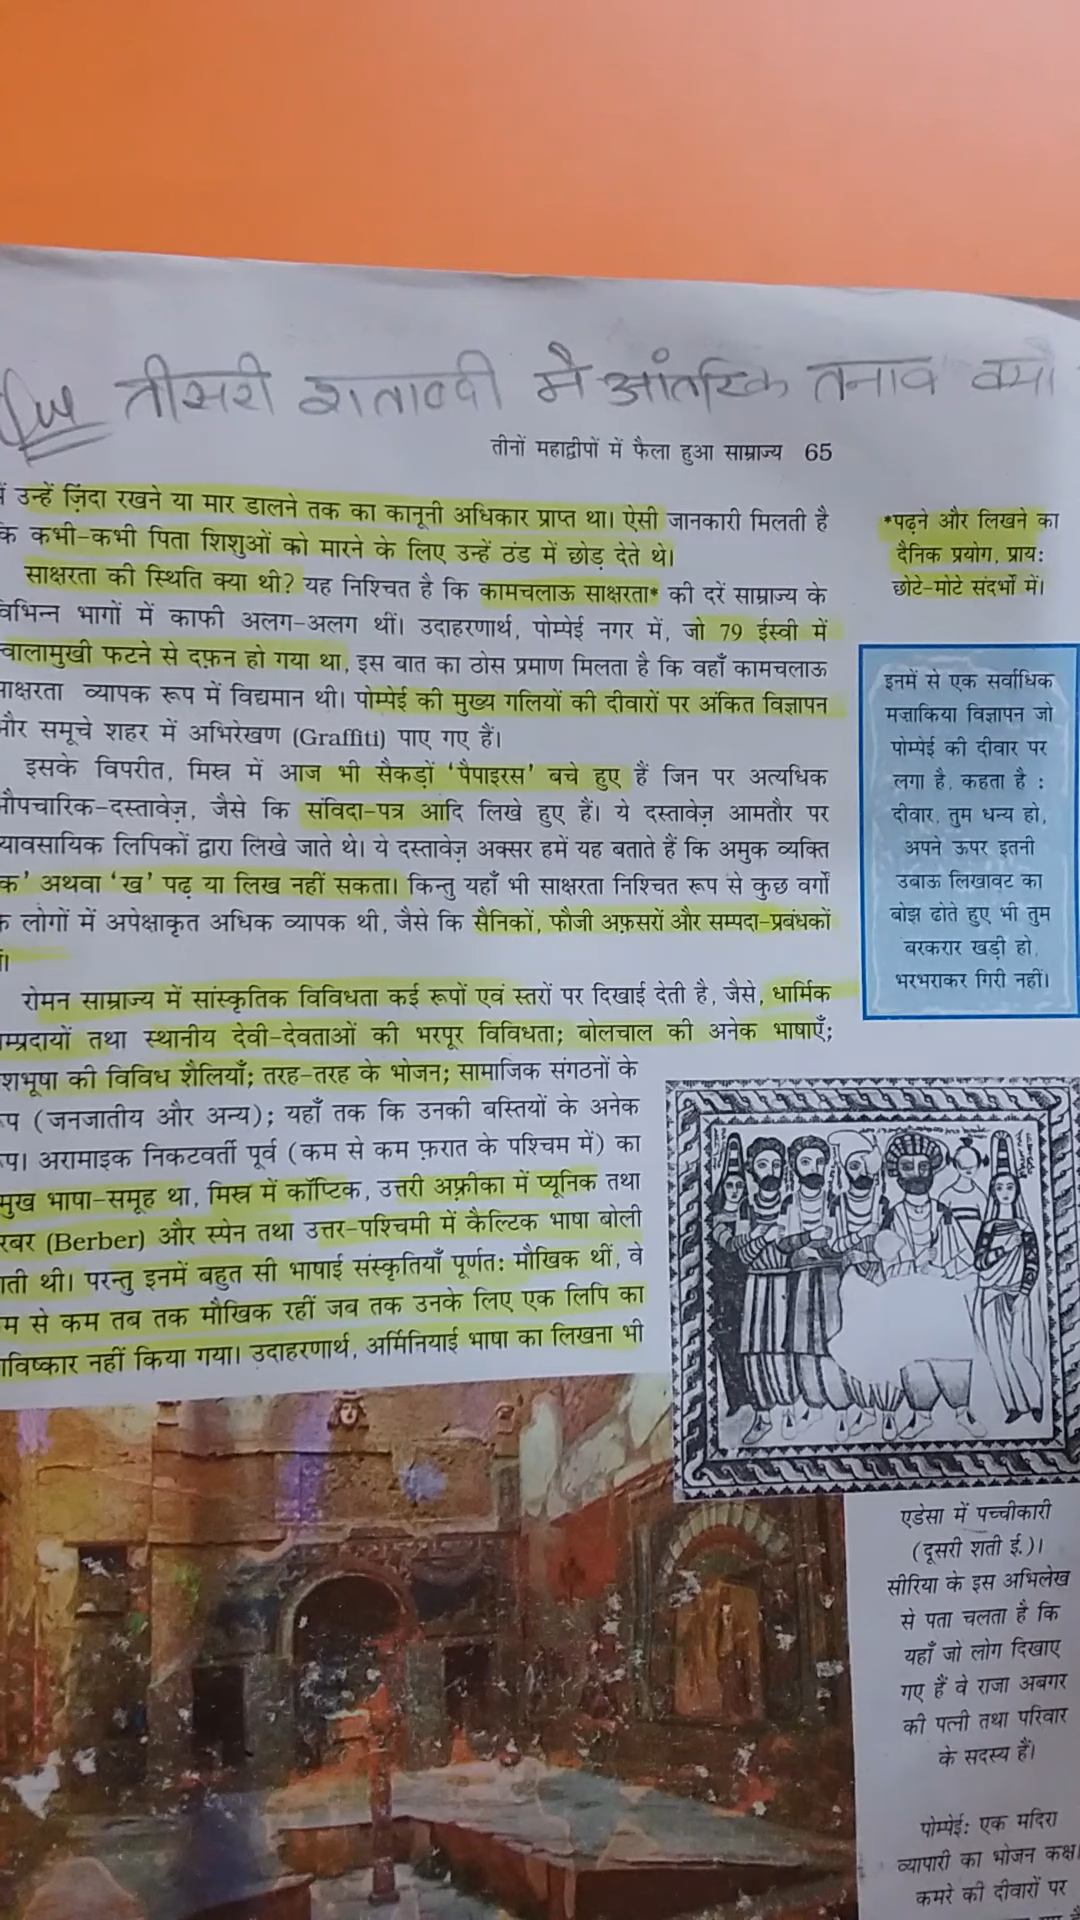 Que तीसरी शताब्दी में आंतरिक तनाव क्यों
तीनों महाद्वीपों में फैला हुआ साम्राज्य 65
उन्हें ज़िंदा रखने या मार डालने तक का कानूनी अधिकार प्राप्त था। ऐसी जानकारी मिलती है
कभी-कभी पिता शिशुओं को मारने के लिए उन्हें ठंड में छोड़ देते थे।
साक्षरता की स्थिति क्या थी? यह निश्चित है कि कामचलाऊ साक्षरता* की दरें साम्राज्य के
विभिन्न भागों में काफी अलग-अलग थीं। उदाहरणार्थ, पोम्पेई नगर में, जो 79 ईस्वी में
वालामुखी फटने से दफ़न हो गया था, इस बात का ठोस प्रमाण मिलता है कि वहाँ कामचलाऊ
ाक्षरता व्यापक रूप में विद्यमान थी। पोम्पेई की मुख्य गलियों की दीवारों पर अंकित विज्ञापन
और समूचे शहर में अभिरेखण (Graffiti) पाए गए हैं।
इसके विपरीत, मिस्र में आज भी सैकड़ों ‘पैपाइरस’ बचे हुए हैं जिन पर अत्यधिक
औपचारिक-दस्तावेज़, जैसे कि संविदा-पत्र आदि लिखे हुए हैं। ये दस्तावेज़ आमतौर पर
यावसायिक लिपिकों द्वारा लिखे जाते थे। ये दस्तावेज़ अक्सर हमें यह बताते हैं कि अमुक व्यक्ति
क’ अथवा ‘ख’ पढ़ या लिख नहीं सकता। किन्तु यहाँ भी साक्षरता निश्चित रूप से कुछ वर्गों
लोगों में अपेक्षाकृत अधिक व्यापक थी, जैसे कि सैनिकों, फौजी अफ़सरों और सम्पदा-प्रबंधकों
रोमन साम्राज्य में सांस्कृतिक विविधता कई रूपों एवं स्तरों पर दिखाई देती है, जैसे, धार्मिक
म्प्रदायों तथा स्थानीय देवी-देवताओं की भरपूर विविधता; बोलचाल की अनेक भाषाएँ;
शभूषा की विविध शैलियाँ; तरह-तरह के भोजन; सामाजिक संगठनों के
प (जनजातीय और अन्य); यहाँ तक कि उनकी बस्तियों के अनेक
प। अरामाइक निकटवर्ती पूर्व (कम से कम फ़रात के पश्चिम में) का
मुख भाषा-समूह था, मिस्र में कॉप्टिक, उत्तरी अफ़्रीका में प्यूनिक तथा
रबर (Berber) और स्पेन तथा उत्तर-पश्चिमी में कैल्टिक भाषा बोली
ाती थी। परन्तु इनमें बहुत सी भाषाई संस्कृतियाँ पूर्णत: मौखिक थीं, वे
म से कम तब तक मौखिक रहीं जब तक उनके लिए एक लिपि का
ाविष्कार नहीं किया गया। उदाहरणार्थ, अर्मिनियाई भाषा का लिखना भी
*पढ़ने और लिखने का
दैनिक प्रयोग, प्राय:
छोटे-मोटे संदर्भों में।
इनमें से एक सर्वाधिक
मज़ाकिया विज्ञापन जो
पोम्पेई की दीवार पर
लगा है, कहता है :
दीवार, तुम धन्य हो,
अपने ऊपर इतनी
उबाऊ लिखावट का
बोझ ढोते हुए भी तुम
बरकरार खड़ी हो,
भरभराकर गिरी नहीं।
एडेसा में पच्चीकारी
(दूसरी शती ई.)।
सीरिया के इस अभिलेख
से पता चलता है कि
यहाँ जो लोग दिखाए
गए हैं वे राजा अबगर
की पत्नी तथा परिवार
के सदस्य हैं।
पोम्पेई: एक मदिरा
व्यापारी का भोजन कक्ष।
कमरे की दीवारों पर